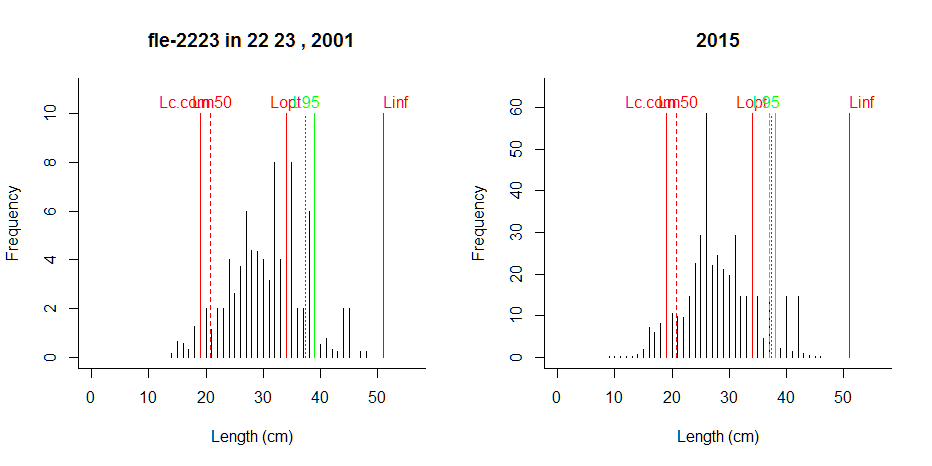 fle-2223 in 22 23 , 2001
Lc.com Lm50 Lopt L95 Linf
Frequency
0 2 4 6 8 10
0 10 20 30 40 50
Length (cm)
2015
Lc.com Lm50 Lopt L95 Linf
Frequency
0 10 20 30 40 50 60
0 10 20 30 40 50
Length (cm)